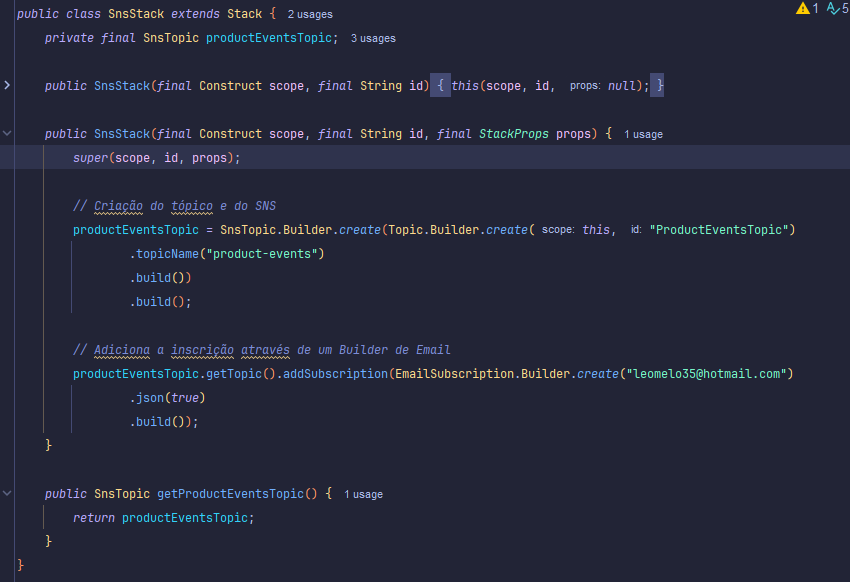 1 5
public class SnsStack extends Stack { 2 usages
private final SnsTopic productEventsTopic; 3 usages
public SnsStack(final Construct scope, final String id) { this(scope, id, props: null); }
public SnsStack(final Construct scope, final String id, final StackProps props) { 1 usage
super(scope, id, props);
// Criação do tópico e do SNS
productEventsTopic = SnsTopic.Builder.create(Topic.Builder.create( scope: this, id: "ProductEventsTopic")
.topicName("product-events")
.build())
.build();
// Adiciona a inscrição através de um Builder de Email
productEventsTopic.getTopic().addSubscription(EmailSubscription.Builder.create("leomelo35@hotmail.com")
.json(true)
.build());
}
public SnsTopic getProductEventsTopic() { 1 usage
return productEventsTopic;
}
}